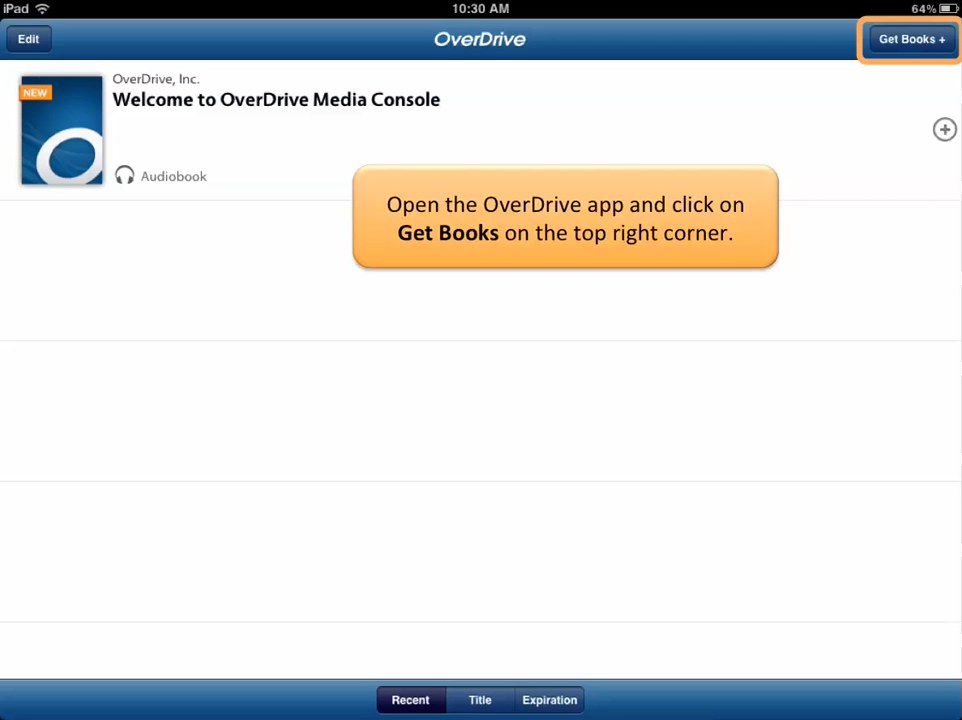 iPad
10:30 AM
64%
Edit
OverDrive
Get Books +
NEW
OverDrive, Inc.
Welcome to OverDrive Media Console
Audiobook
Open the OverDrive app and click on
Get Books on the top right corner.
Recent
Title
Expiration